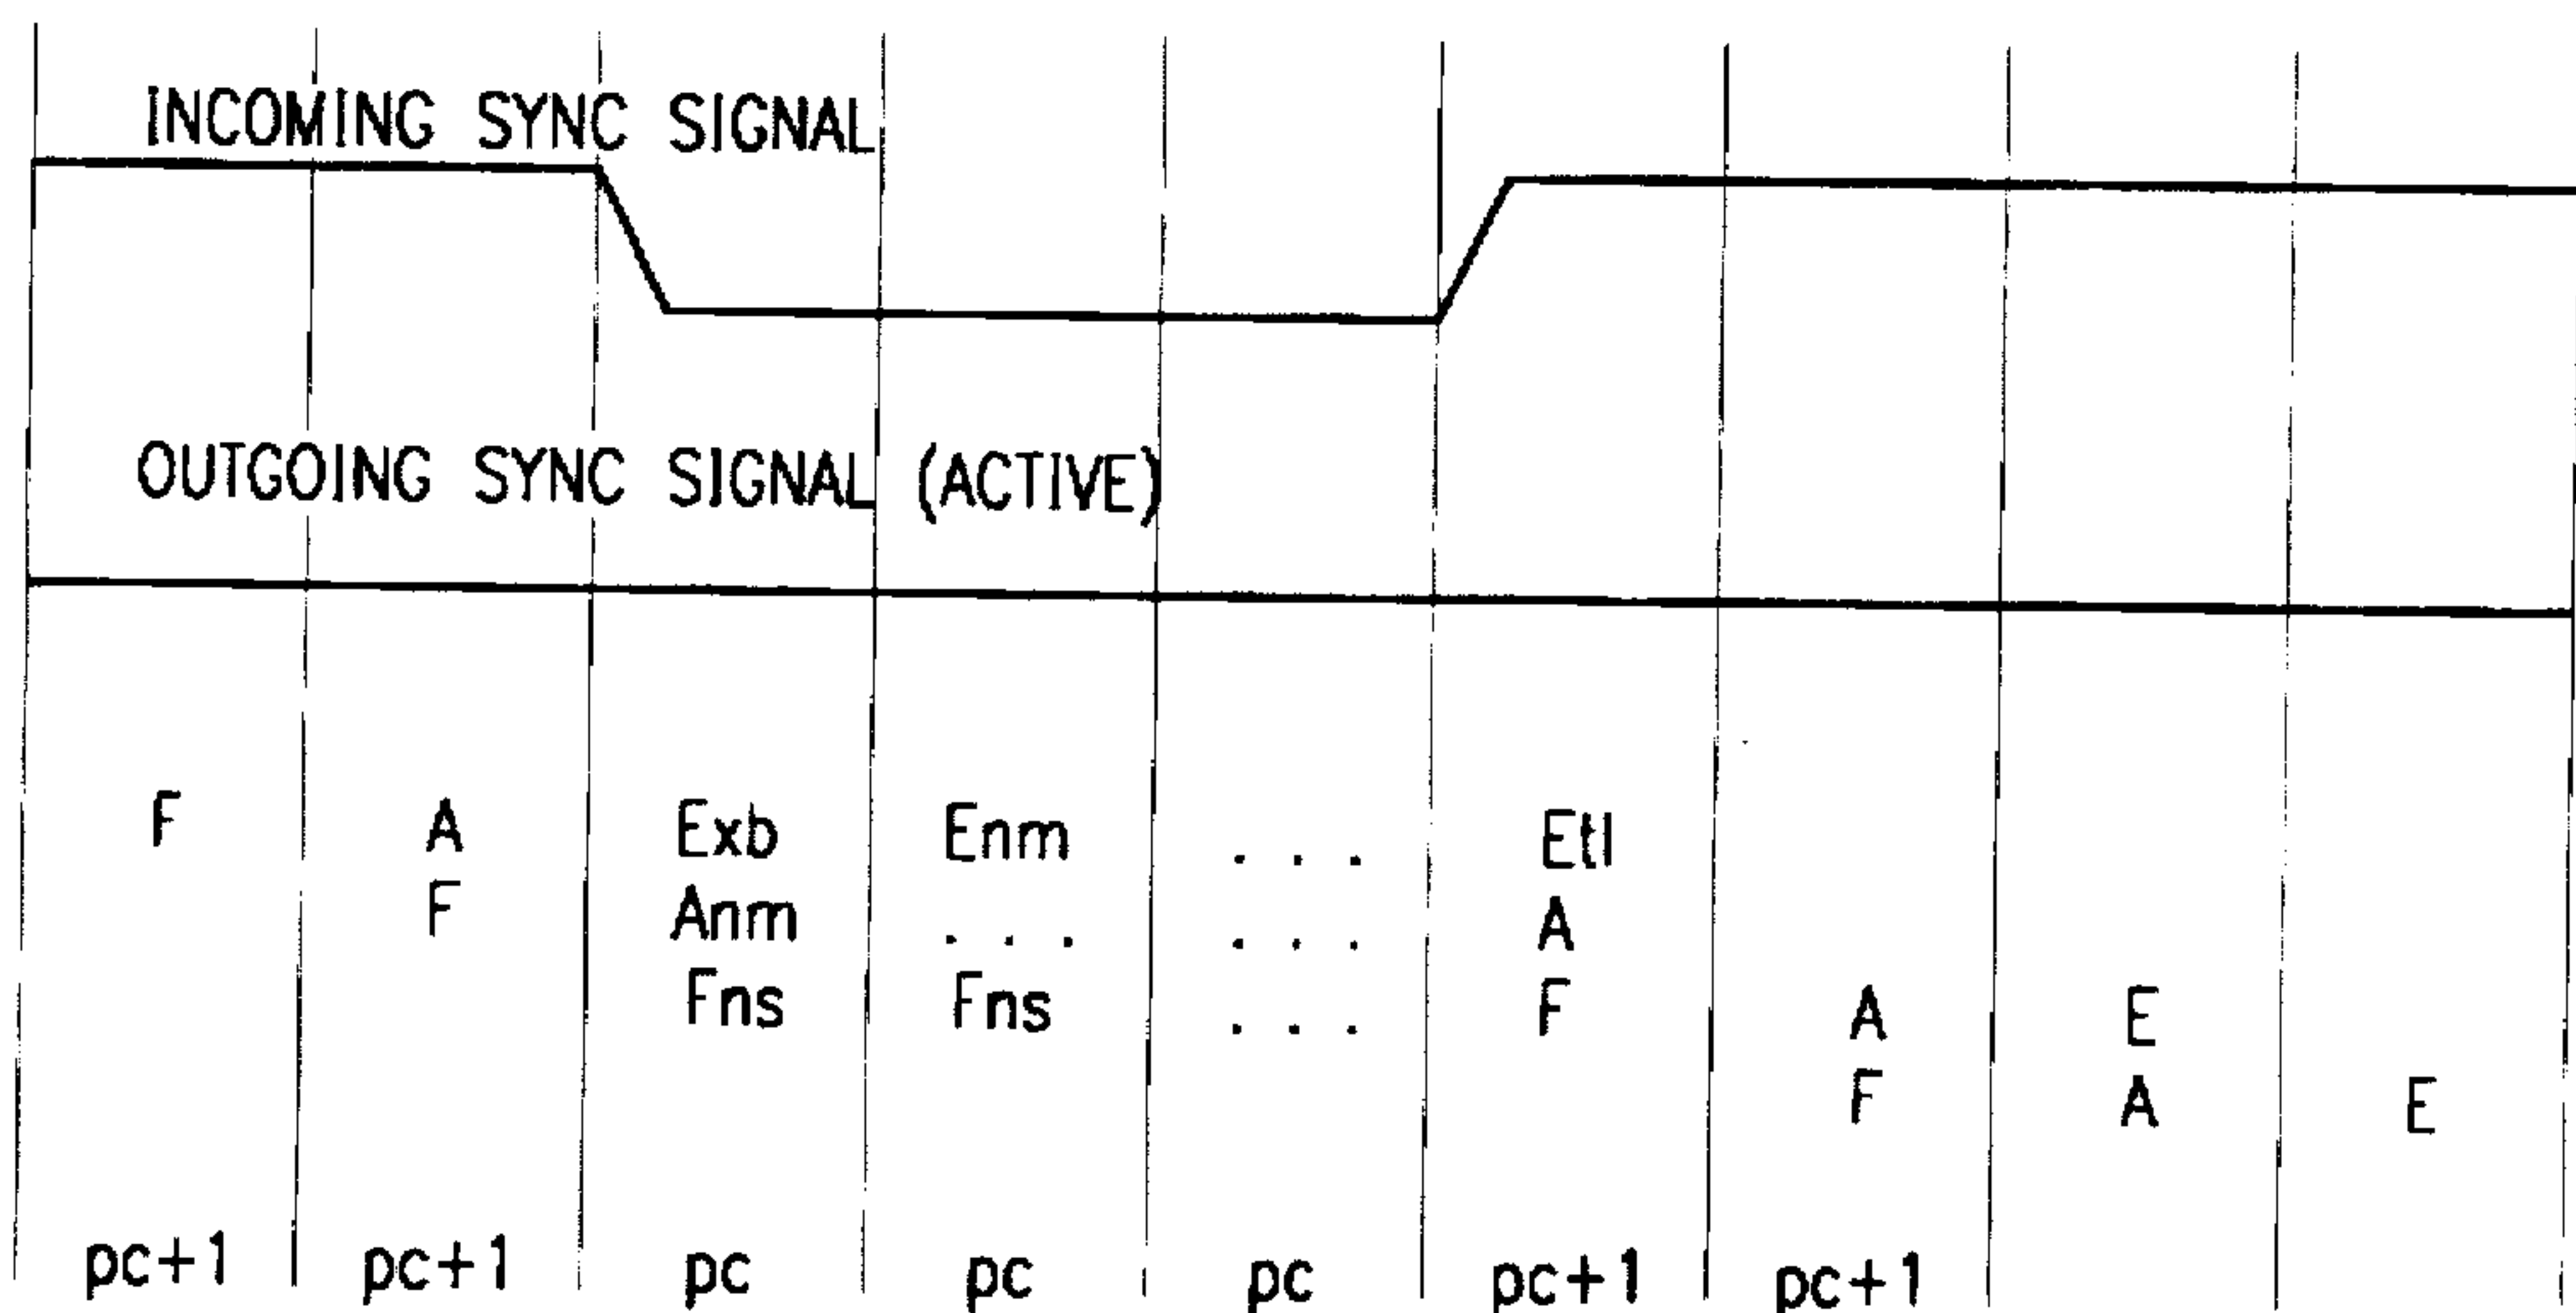 INCOMING SYNC SIGNAL
OUTGOING SYNC SIGNAL (ACTIVE)
F A Exb Enm . . . Etl
F Anm . . . . . . A
Fns Fns . . . F A E
F A E
pc+1 pc+1 pc pc pc pc+1 pc+1